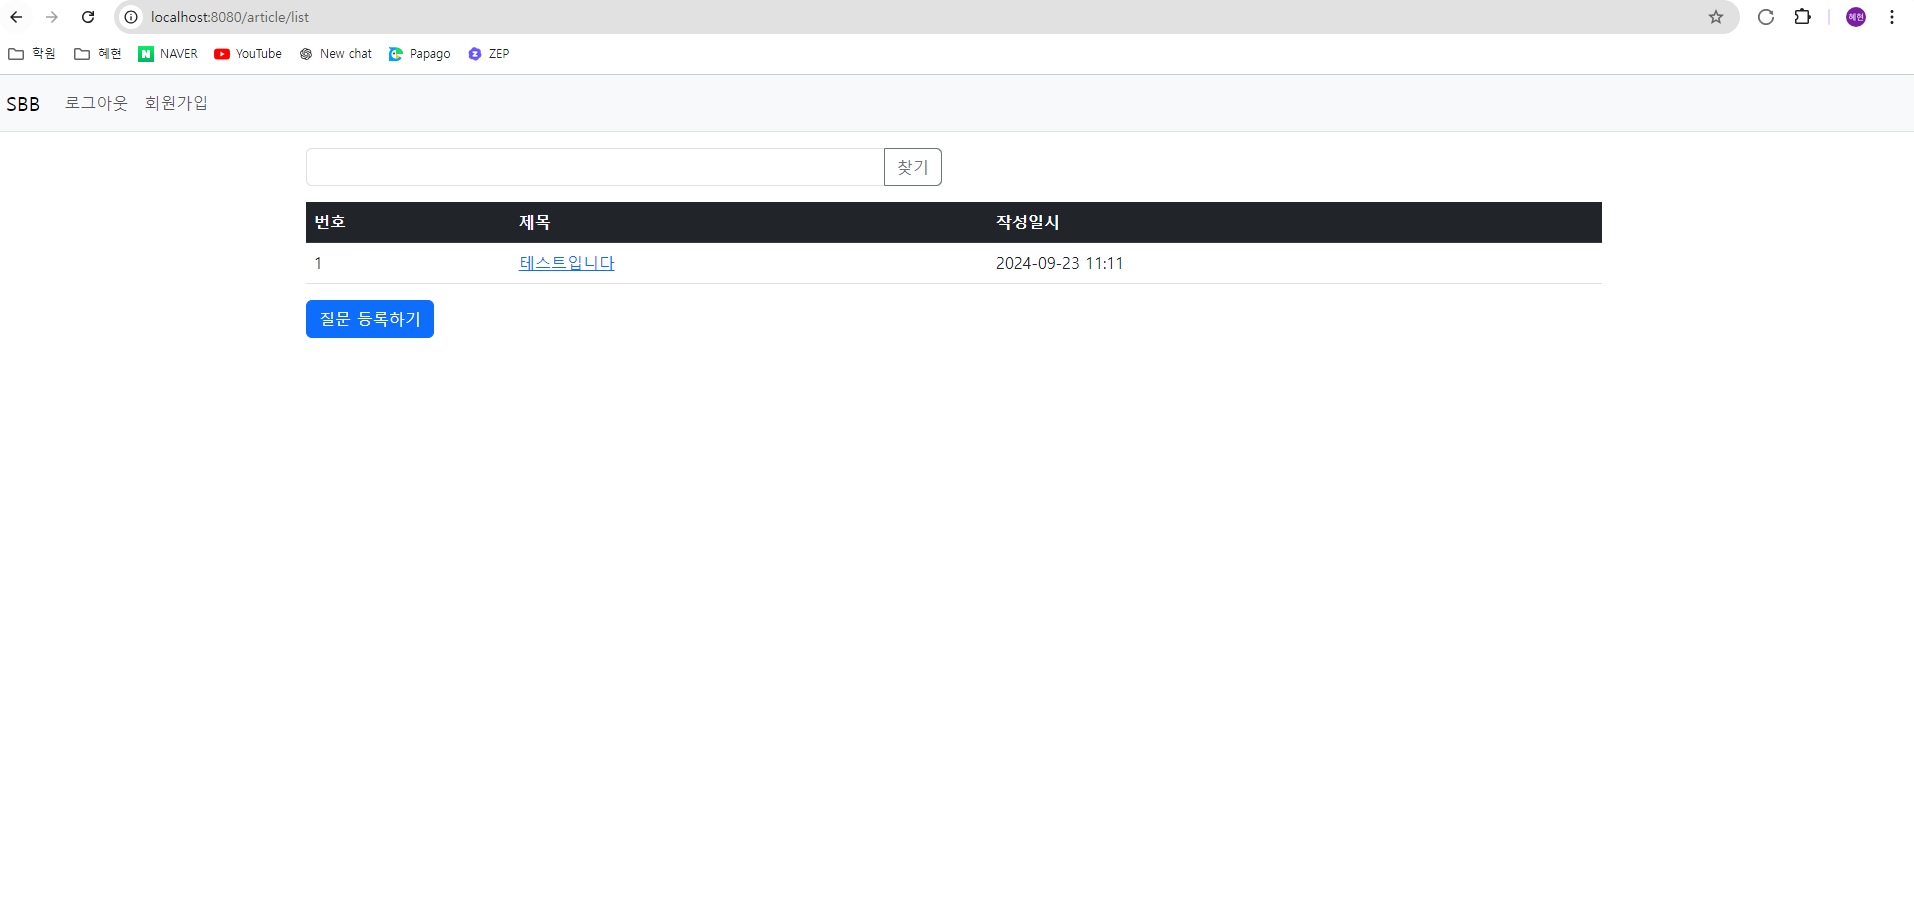 localhost:8080/article/list
혜현
학원 혜현 NAVER YouTube New chat Papago ZEP
SBB 로그아웃 회원가입
찾기
번호 제목 작성일시
1 테스트입니다 2024-09-23 11:11
질문 등록하기